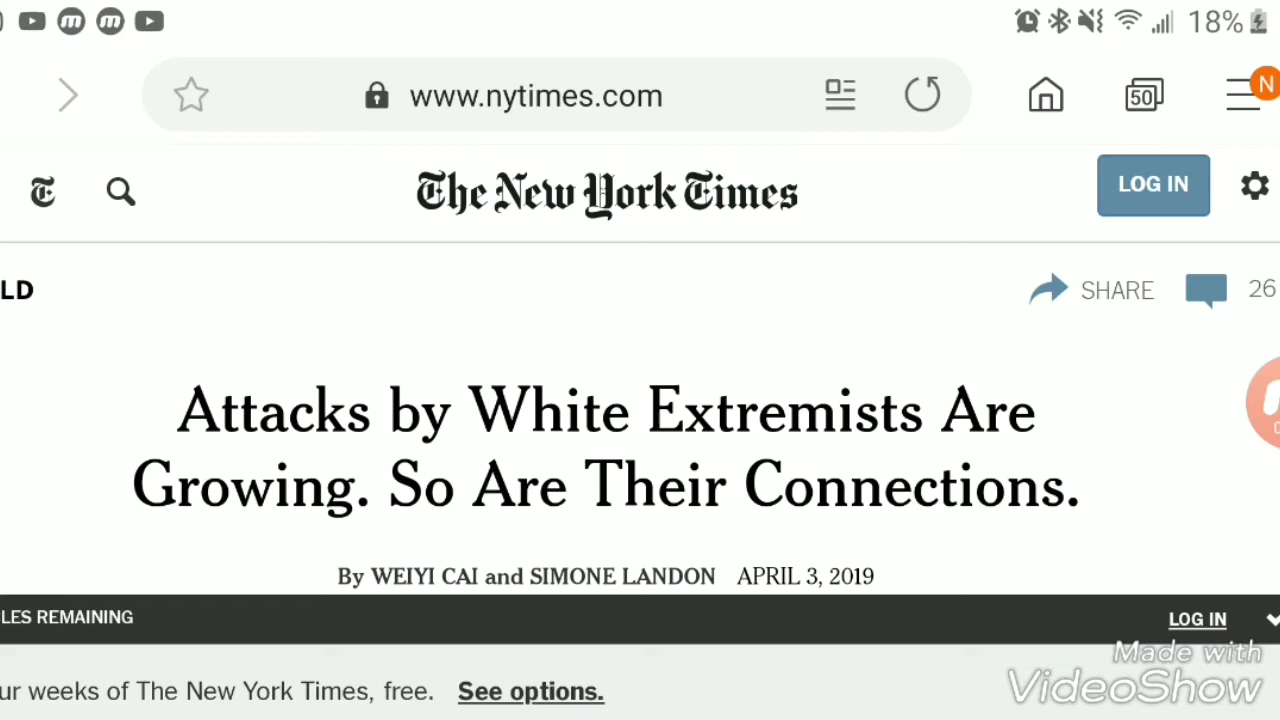 18%
www.nytimes.com
50
N
The New York Times
LOG IN
LD
SHARE
26
Attacks by White Extremists Are
Growing. So Are Their Connections.
By WEIYI CAI and SIMONE LANDON APRIL 3, 2019
LES REMAINING
LOG IN
Made with
VideoShow
ur weeks of The New York Times, free. See options.